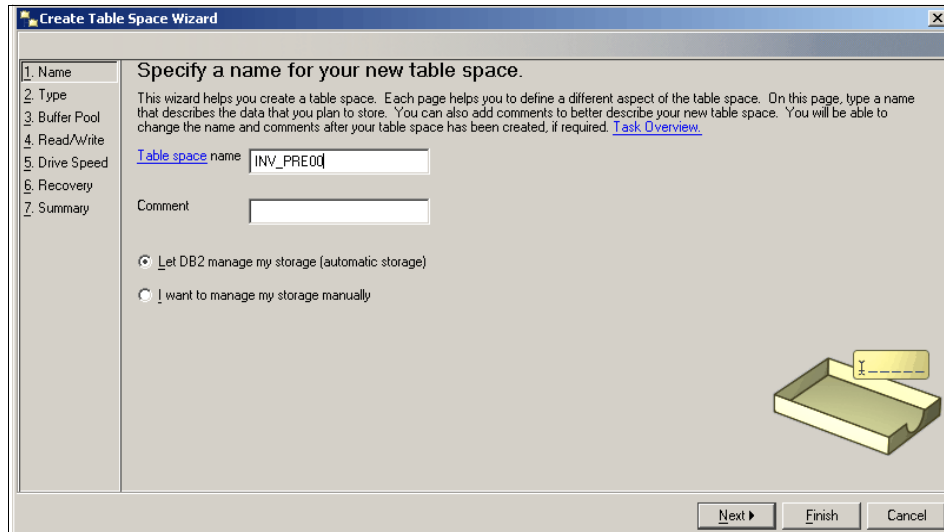 Create Table Space Wizard
1. Name
2. Type
3. Buffer Pool
4. Read/Write
5. Drive Speed
6. Recovery
7. Summary
Specify a name for your new table space.
This wizard helps you create a table space. Each page helps you to define a different aspect of the table space. On this page, type a name
that describes the data that you plan to store. You can also add comments to better describe your new table space. You will be able to
change the name and comments after your table space has been created, if required. Task Overview.
Table space name INV_PRE00
Comment
Let DB2 manage my storage (automatic storage)
I want to manage my storage manually
Next Finish Cancel